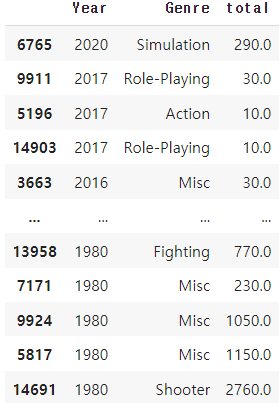 Year Genre total
6765 2020 Simulation 290.0
9911 2017 Role-Playing 30.0
5196 2017 Action 10.0
14903 2017 Role-Playing 10.0
3663 2016 Misc 30.0
... ... ... ...
13958 1980 Fighting 770.0
7171 1980 Misc 230.0
9924 1980 Misc 1050.0
5817 1980 Misc 1150.0
14691 1980 Shooter 2760.0